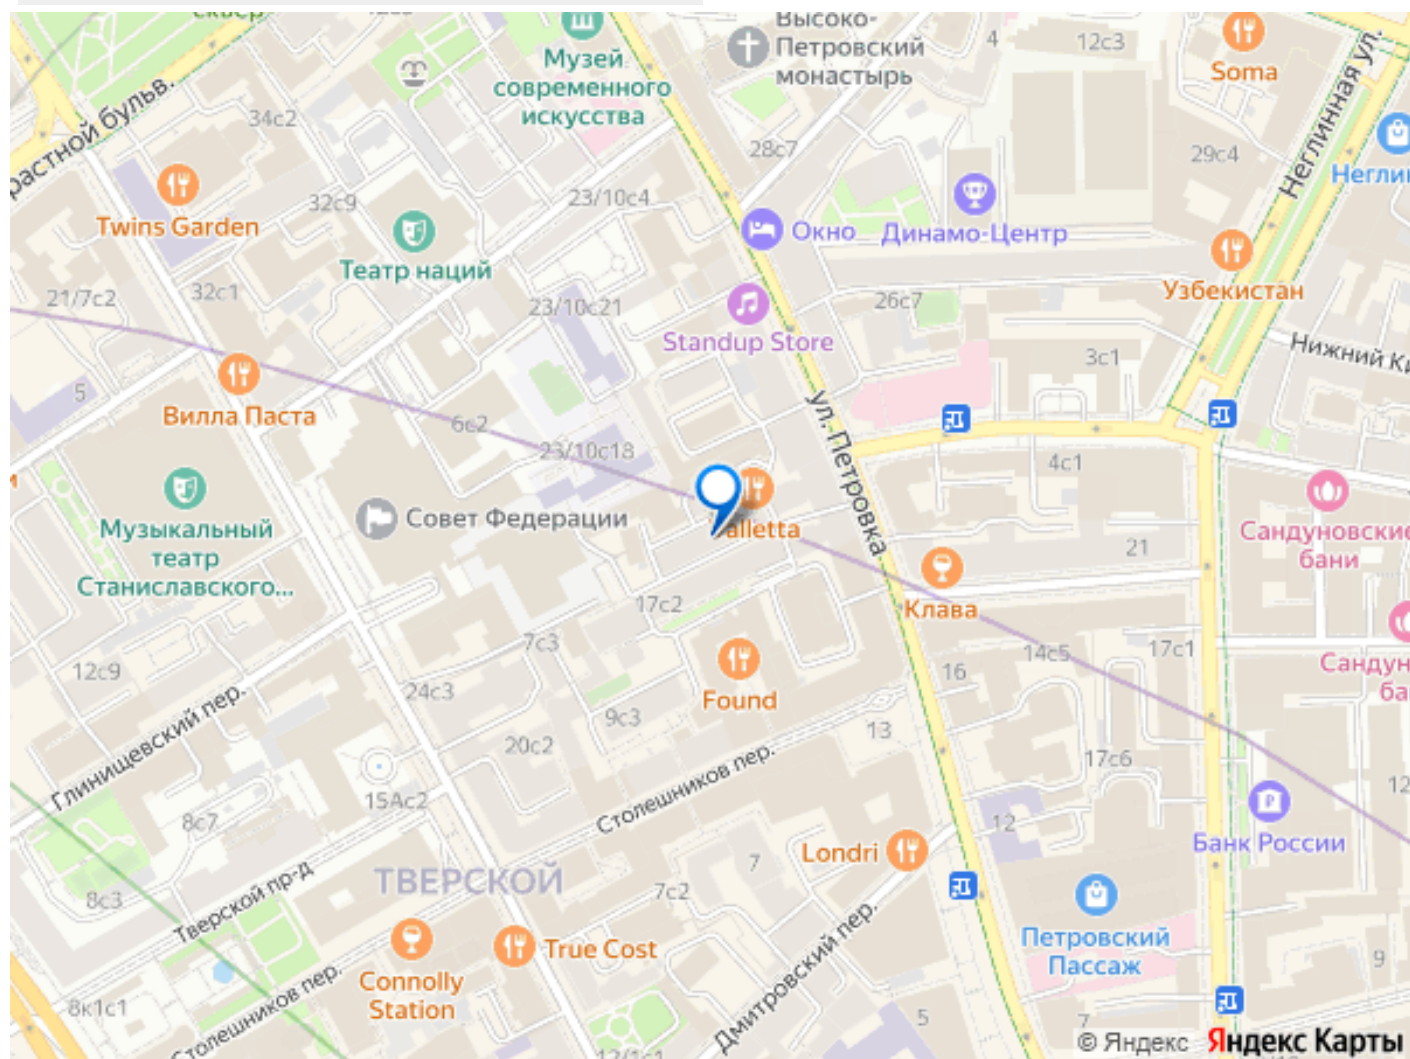 сквер
Музей
современного
искусства
Высоко-
Петровский
монастырь
4
12с3
Soma
Неглинная ул.
растной бульв.
34с2
28с7
29с4
Негли
Twins Garden
32с9
23/10с4
Театр наций
Окно
Динамо-Центр
Узбекистан
21/7с2
32с1
23/10с21
26с7
Standup Store
Нижний Ки
3с1
5
Вилла Паста
6с2
ул. Петровка
23/10с18
4с1
Совет Федерации
Музыкальный
театр
Станиславского...
Valletta
21
Сандуновские
бани
Клава
17с2
7с3
14с5
17с1
12с9
24с3
Found
16
Сандун
ба
9с3
13
20с2
Глинищевский пер.
Столешников пер.
17с6
15Ас2
8с7
12
12
Банк России
ТВЕРСКОЙ
Londri
7
7с2
8с3
Тверской пр-д
True Cost
Connolly
Station
Петровский
Пассаж
Дмитровский пер.
9
8к1с1
Столешников пер.
5
7
12/1с1
© Яндекс Яндекс Карты